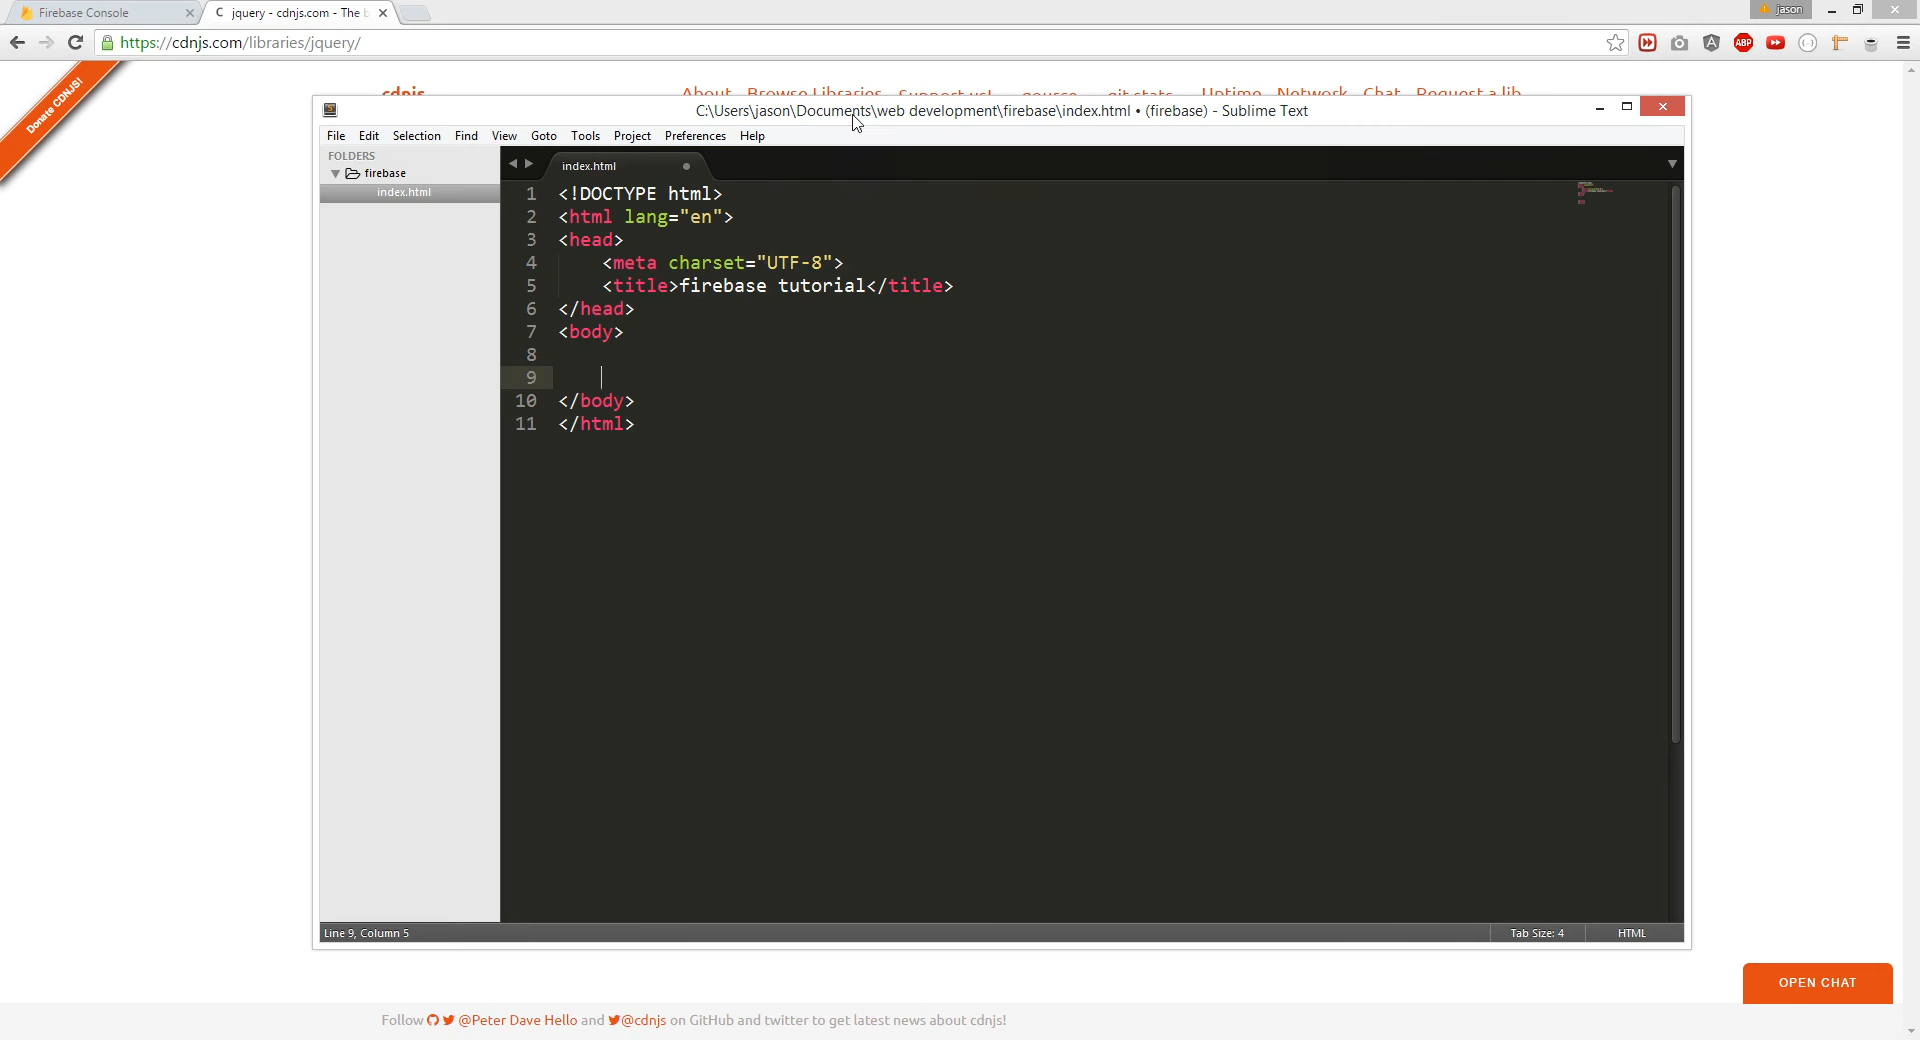 Firebase Console
jquery - cdnjs.com - The b
jason
https://cdnjs.com/libraries/jquery/
ABP
Donate CDNJS!
cdnjs About Browse Libraries Support us! source git stats Uptime Network Chat Request a lib
C:\Users\jason\Documents\web development\firebase\index.html • (firebase) - Sublime Text
File Edit Selection Find View Goto Tools Project Preferences Help
FOLDERS
firebase
index.html
index.html
1 <!DOCTYPE html>
2 <html lang="en">
3 <head>
4 <meta charset="UTF-8">
5 <title>firebase tutorial</title>
6 </head>
7 <body>
8
9
10 </body>
11 </html>
Line 9, Column 5
Tab Size: 4
HTML
OPEN CHAT
Follow @Peter Dave Hello and @cdnjs on GitHub and twitter to get latest news about cdnjs!